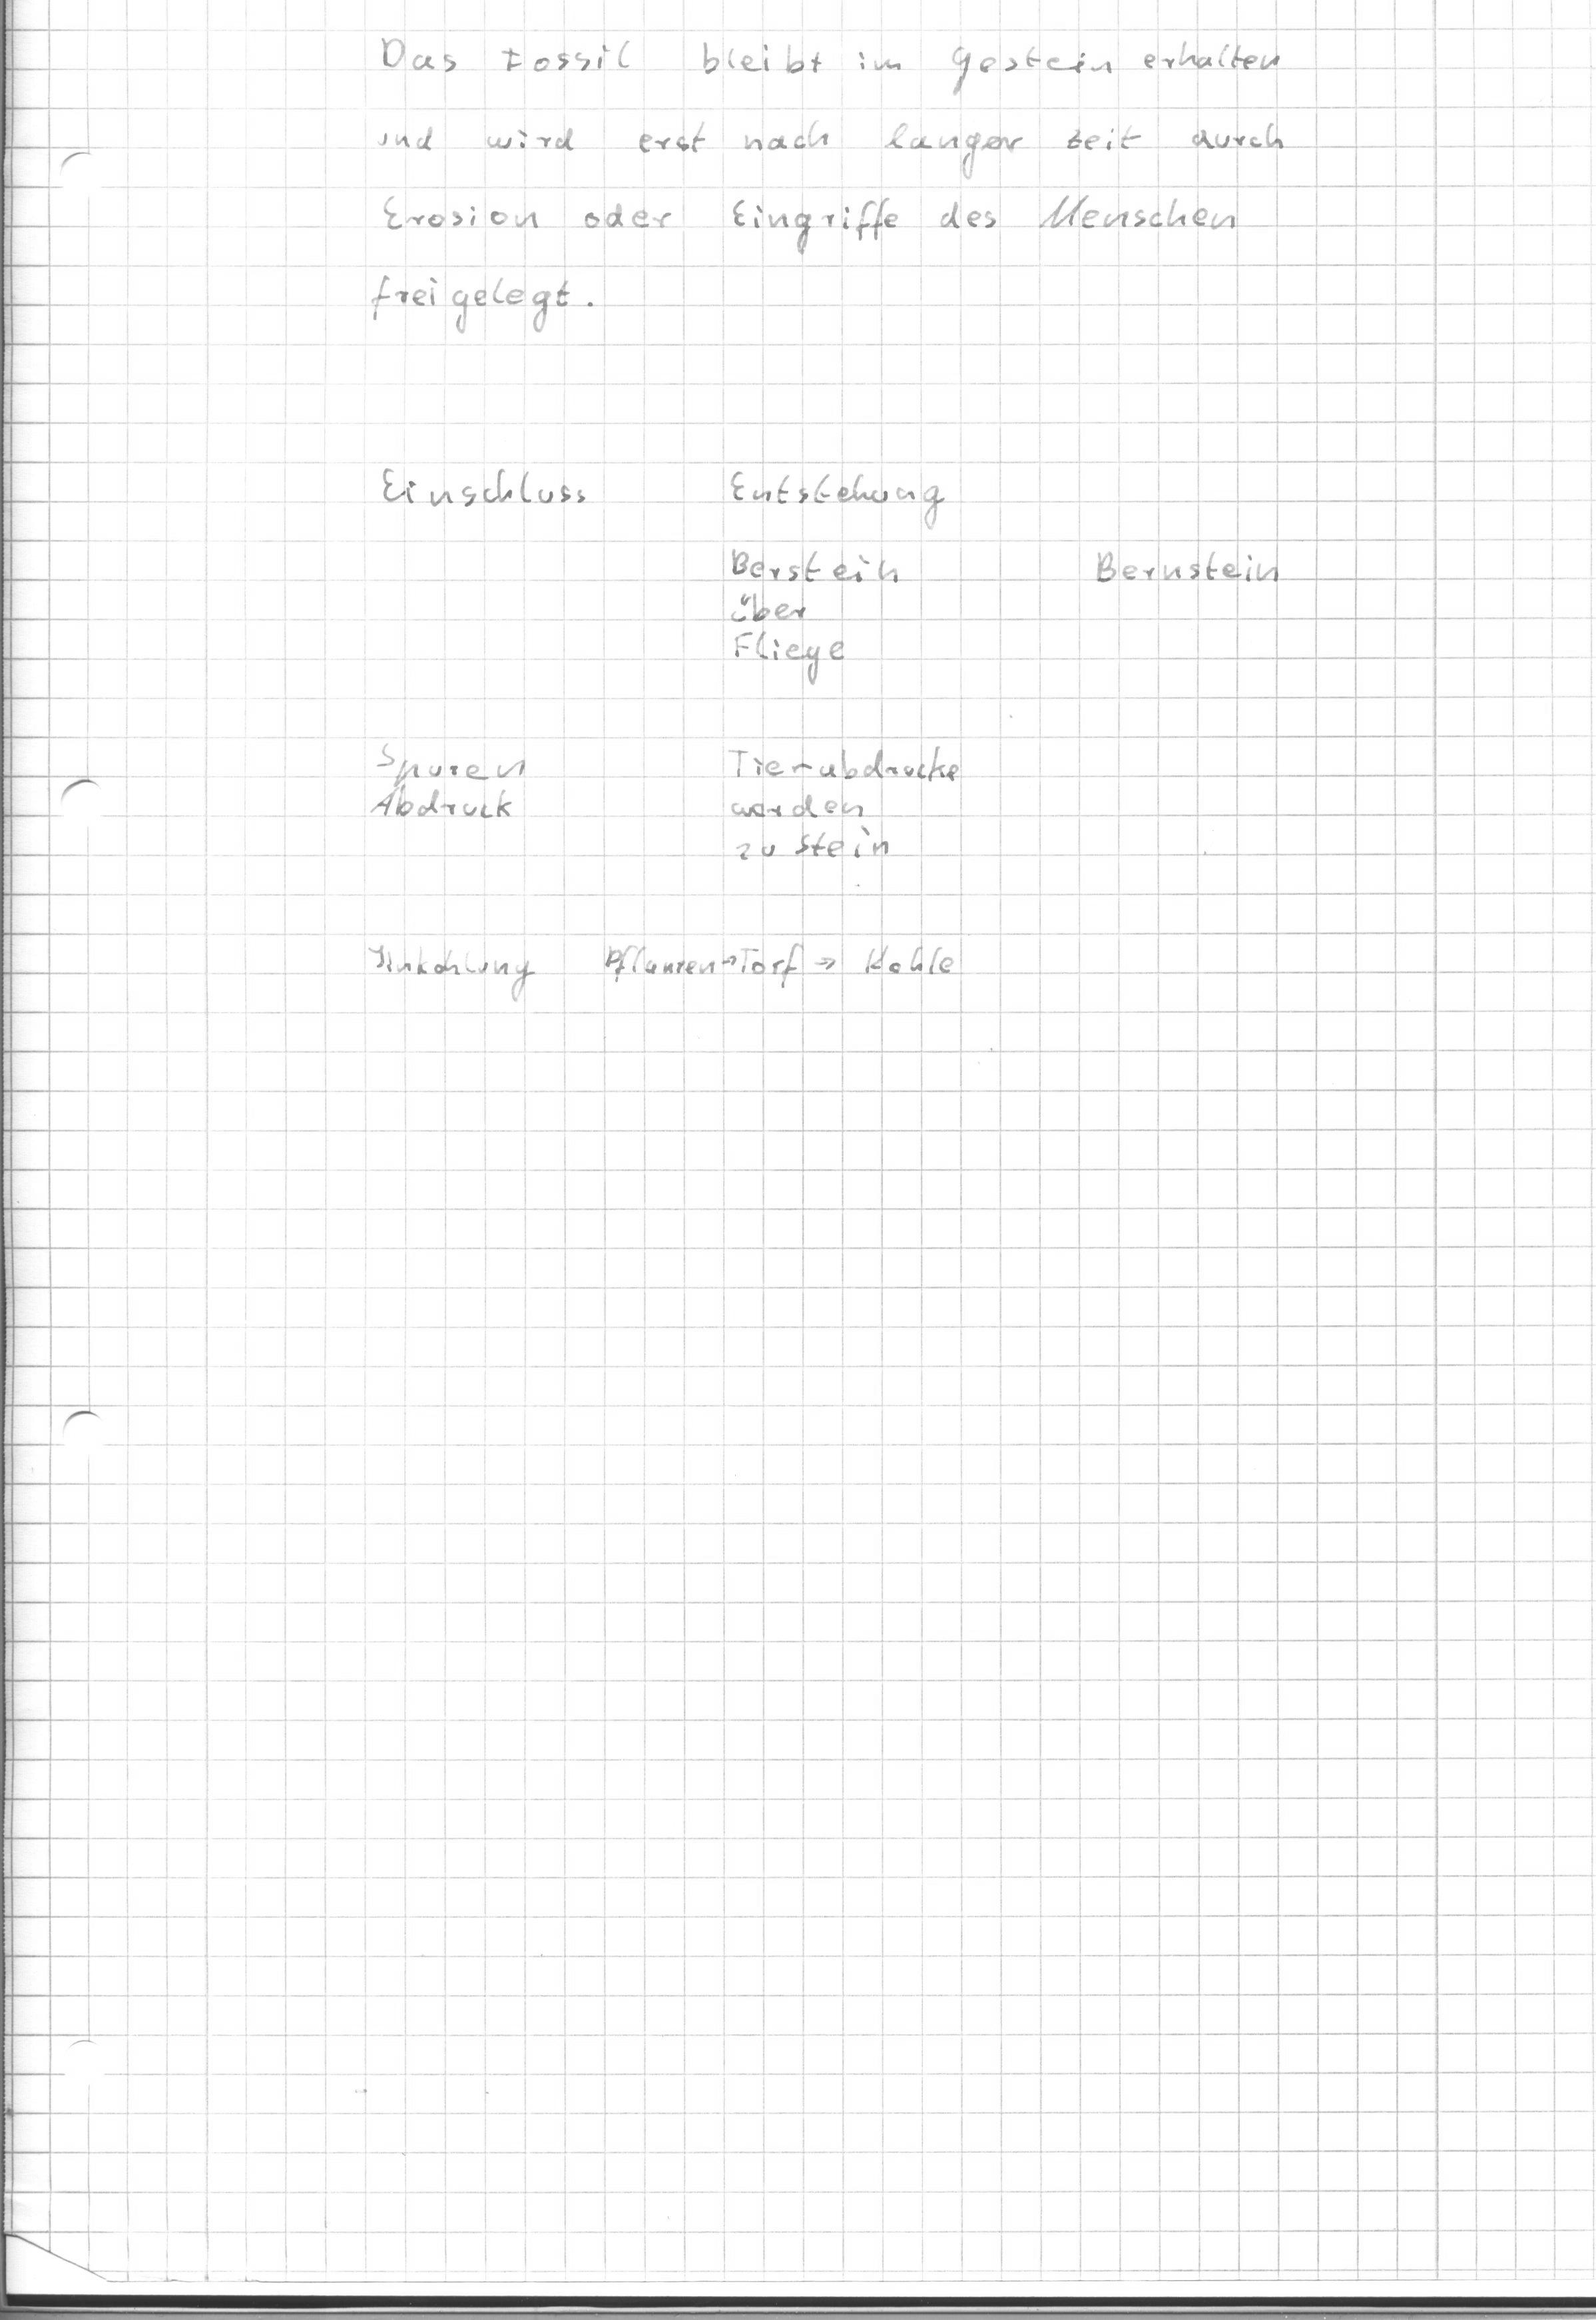 Das Fossil bleibt im Gestein erhalten
und wird erst nach langer zeit durch
Erosion oder Eingriffe des Menschen
freigelegt.
Einschluss Entstehung
Berstein Bernstein
über
Fliege
Spuren Tierabdrucke
Abdruck werden
zu Stein
Inkohlung Pflanzen → Torf → Kohle